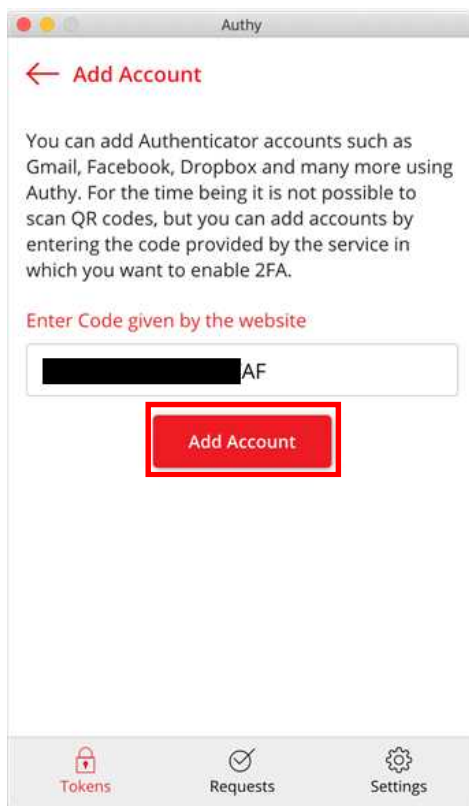 Authy
Add Account
You can add Authenticator accounts such as
Gmail, Facebook, Dropbox and many more using
Authy. For the time being it is not possible to
scan QR codes, but you can add accounts by
entering the code provided by the service in
which you want to enable 2FA.
Enter Code given by the website
AF
Add Account
Tokens
Requests
Settings